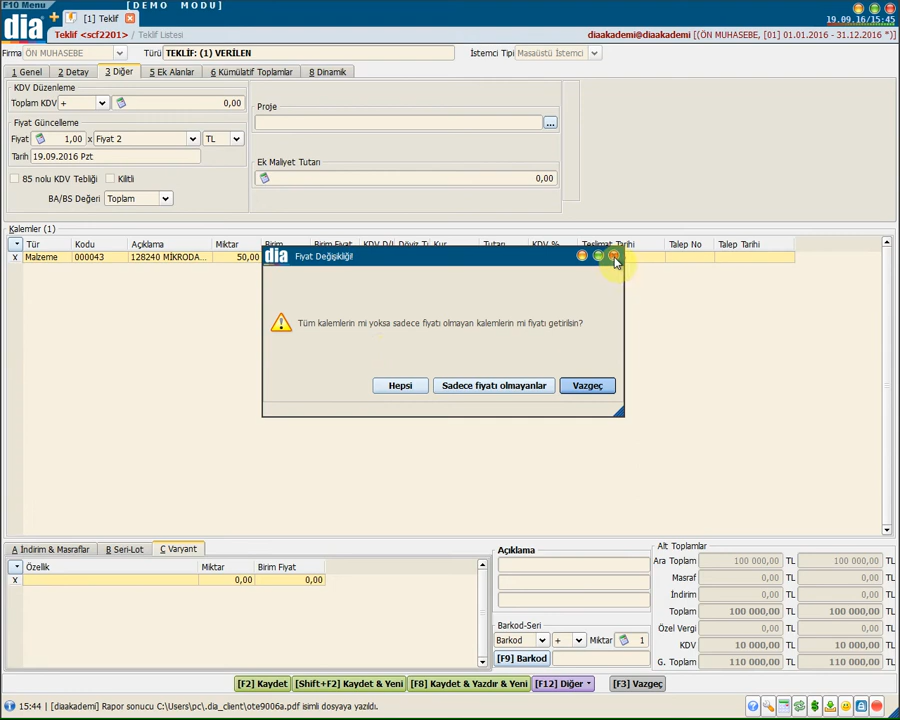 F10 Menu
[DEMO MODU]
dia
[1] Teklif
19.09.16/15:45
Teklif <scf2201> / Teklif Listesi
diaakademi@diaakademi [(ÖN MUHASEBE, [01] 01.01.2016 - 31.12.2016 *)]
Firma ÖN MUHASEBE Türü TEKLİF: (1) VERİLEN İstemci Tipi Masaüstü İstemci
1 Genel 2 Detay 3 Diğer 5 Ek Alanlar 6 Kümülatif Toplamlar 8 Dinamik
KDV Düzenleme
Toplam KDV + 0,00
Proje
...
Fiyat Güncelleme
Fiyat 1,00 x Fiyat 2 TL
Tarih 19.09.2016 Pzt
Ek Maliyet Tutarı
0,00
85 nolu KDV Tebliği Kilitli
BA/BS Değeri Toplam
Kalemler (1)
Tür Kodu Açıklama Miktar Birim Birim Fiyat KDV D/H Döviz Tü Kur Tutarı KDV % Teslimat Tarihi Talep No Talep Tarihi
X Malzeme 000043 128240 MİKRODA... 50,00
dia Fiyat Değişikliği!
Tüm kalemlerin mi yoksa sadece fiyatı olmayan kalemlerin mi fiyatı getirilsin?
Hepsi Sadece fiyatı olmayanlar Vazgeç
A İndirim & Masraflar B Seri-Lot C Varyant
Özellik Miktar Birim Fiyat
X 0,00 0,00
Açıklama
Barkod-Seri
Barkod + Miktar 1
[F9] Barkod
Alt Toplamlar
Ara Toplam 100 000,00 TL 100 000,00 TL
Masraf 0,00 TL 0,00 TL
İndirim 0,00 TL 0,00 TL
Toplam 100 000,00 TL 100 000,00 TL
Özel Vergi 0,00 TL 0,00 TL
KDV 10 000,00 TL 10 000,00 TL
G. Toplam 110 000,00 TL 110 000,00 TL
[F2] Kaydet [Shift+F2] Kaydet & Yeni [F8] Kaydet & Yazdır & Yeni [F12] Diğer [F3] Vazgeç
15:44 | [diaakademi] Rapor sonucu C:\Users\pc\.dia_client\ote9006a.pdf isimli dosyaya yazıldı.